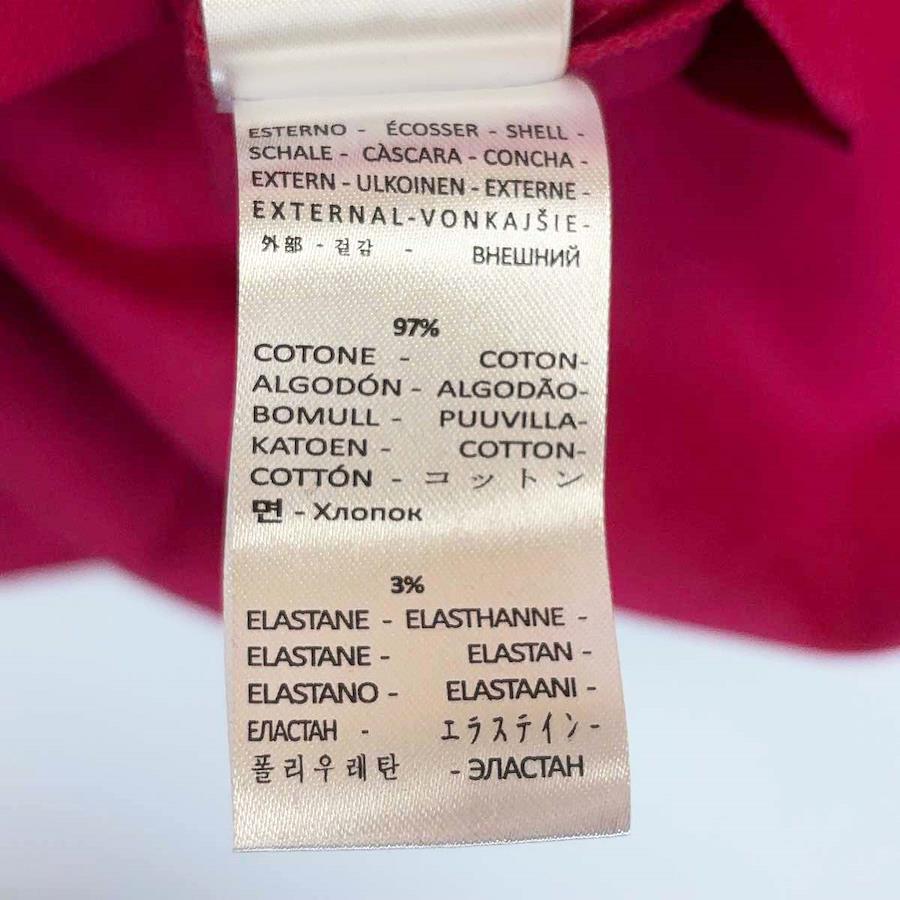 ESTERNO - ÉCOSSER - SHELL -
SCHALE - CÀSCARA - CONCHA -
EXTERN - ULKOINEN - EXTERNE -
EXTERNAL-VONKAJŠIE-
外部 - 겉감 - ВНЕШНИЙ
97%
COTONE - COTON-
ALGODÓN - ALGODÃO-
BOMULL - PUUVILLA-
KATOEN - COTTON-
COTTÓN - コットン
면 - Хлопок
3%
ELASTANE - ELASTHANNE -
ELASTANE - ELASTAN -
ELASTANO - ELASTAANI -
ЕЛАСТАН - エラステイン-
폴리우레탄 - ЭЛАСТАН